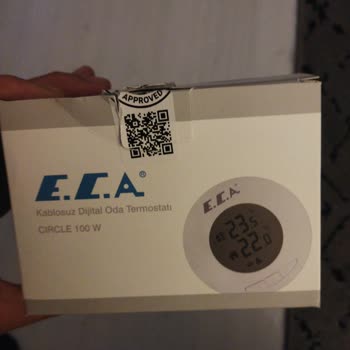 APPROVED
E.C.A.®
Kablosuz Dijital Oda Termostatı
CIRCLE 100 W
E.C.A.
23.5
22.0